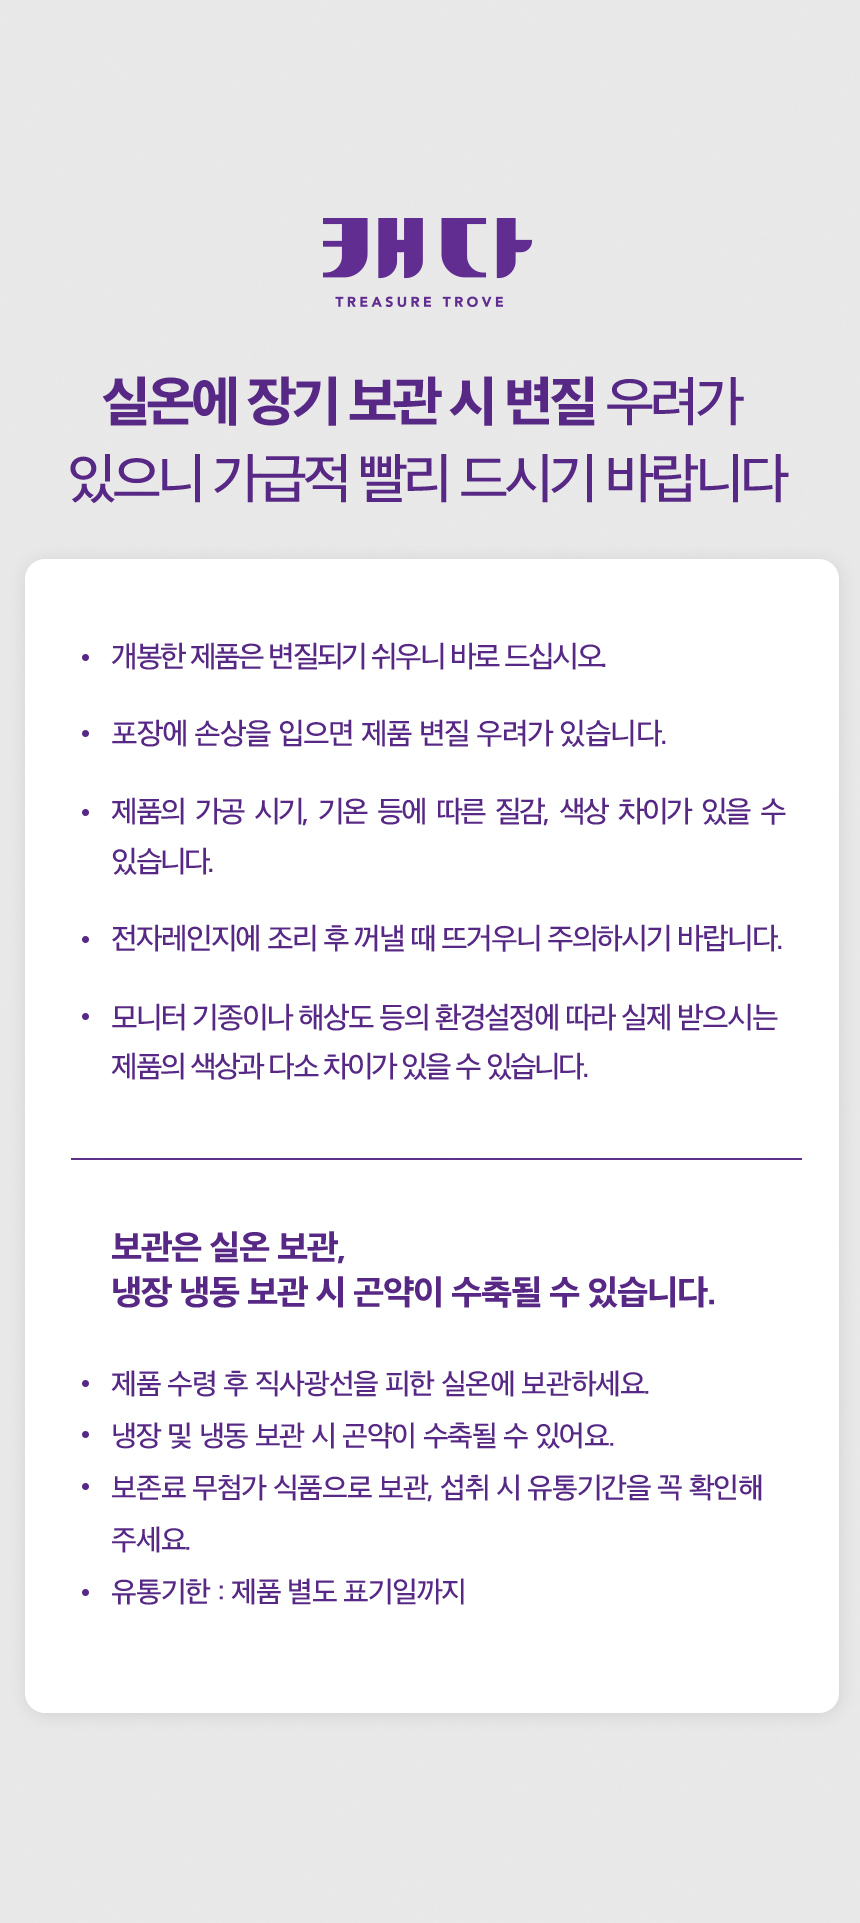 캐다
TREASURE TROVE
실온에 장기 보관 시 변질 우려가
있으니 가급적 빨리 드시기 바랍니다
• 개봉한 제품은 변질되기 쉬우니 바로 드십시오.
• 포장에 손상을 입으면 제품 변질 우려가 있습니다.
• 제품의 가공 시기, 기온 등에 따른 질감, 색상 차이가 있을 수
있습니다.
• 전자레인지에 조리 후 꺼낼 때 뜨거우니 주의하시기 바랍니다.
• 모니터 기종이나 해상도 등의 환경설정에 따라 실제 받으시는
제품의 색상과 다소 차이가 있을 수 있습니다.
보관은 실온 보관,
냉장 냉동 보관 시 곤약이 수축될 수 있습니다.
• 제품 수령 후 직사광선을 피한 실온에 보관하세요.
• 냉장 및 냉동 보관 시 곤약이 수축될 수 있어요.
• 보존료 무첨가 식품으로 보관, 섭취 시 유통기간을 꼭 확인해
주세요.
• 유통기한 : 제품 별도 표기일까지